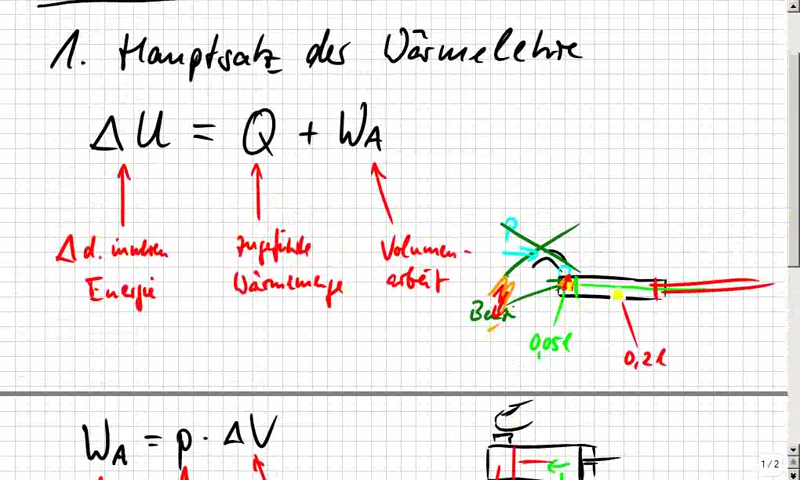 1. Hauptsatz der Wärmelehre
ΔU = Q + W_A
Δ d. inneren
Energie
zugeführte
Wärmemenge
Volumen-
arbeit
P
0,05l
0,2l
W_A = p · ΔV
1 / 2